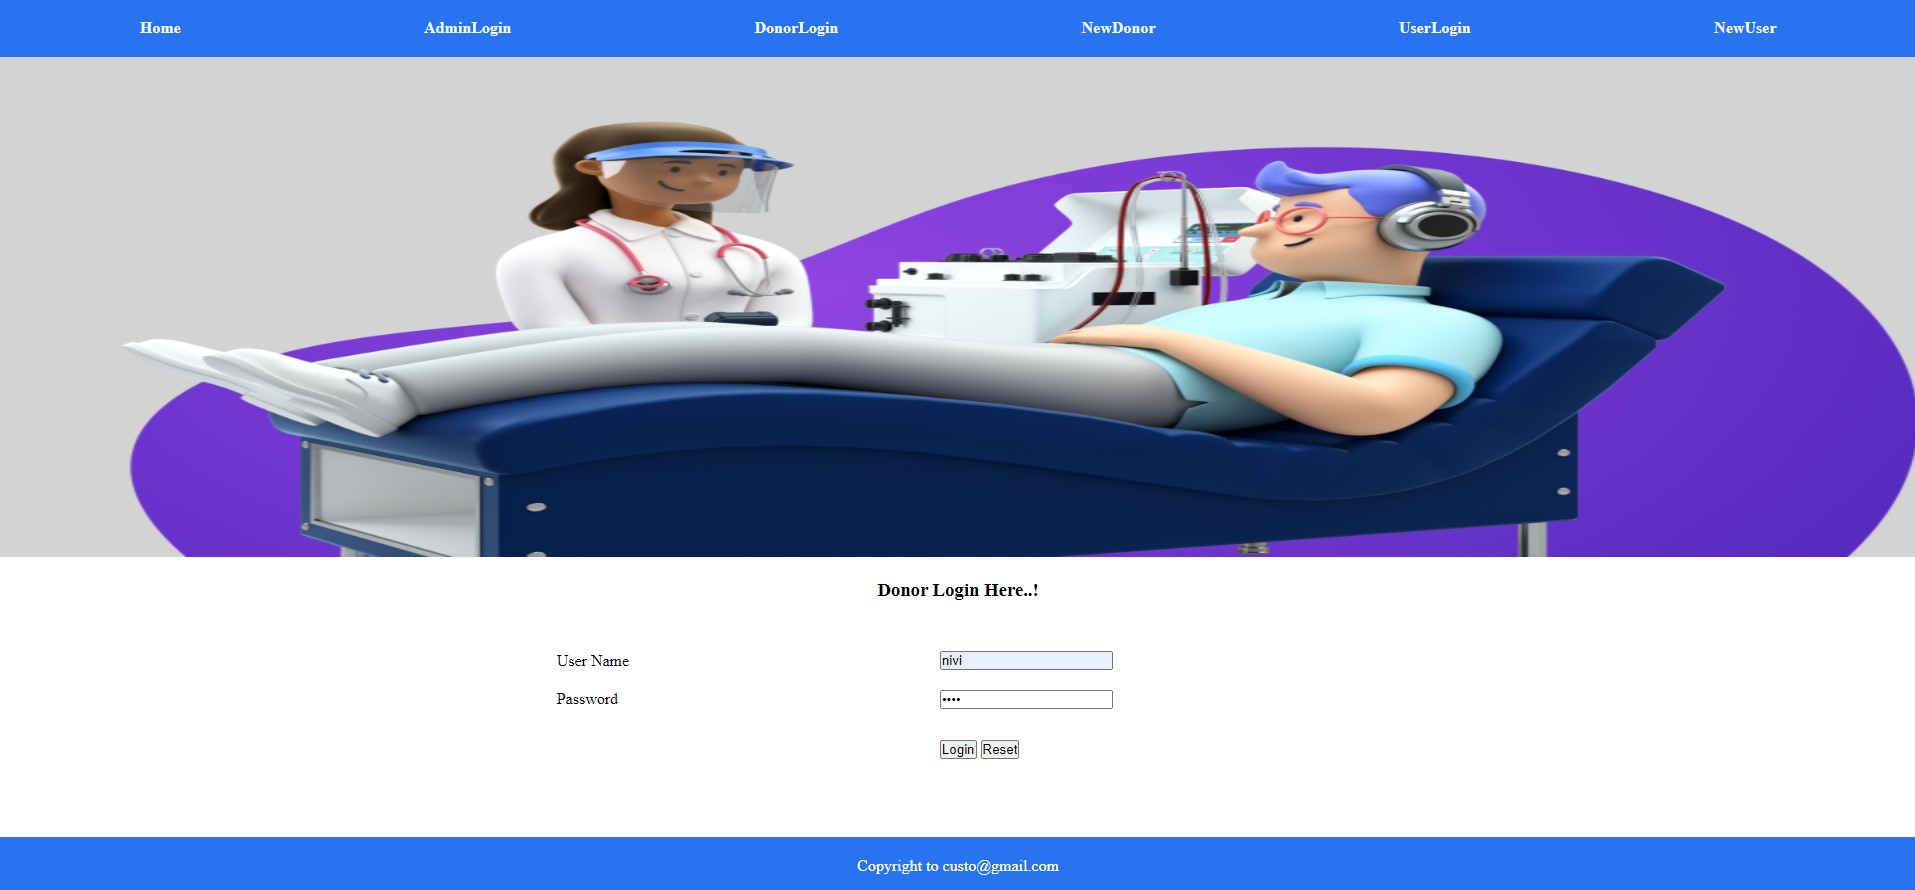 Home AdminLogin DonorLogin NewDonor UserLogin NewUser
Donor Login Here..!
User Name nivi
Password ••••
Login Reset
Copyright to custo@gmail.com